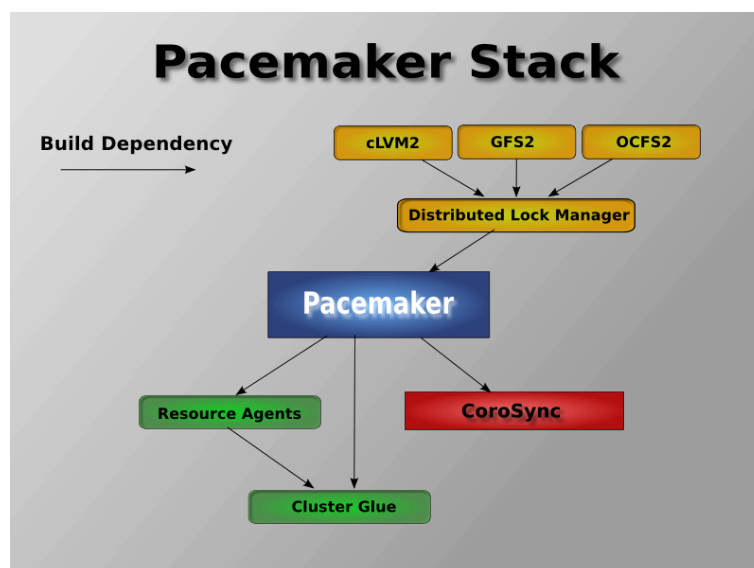 Pacemaker Stack
Build Dependency
cLVM2
GFS2
OCFS2
Distributed Lock Manager
Pacemaker
Resource Agents
CoroSync
Cluster Glue